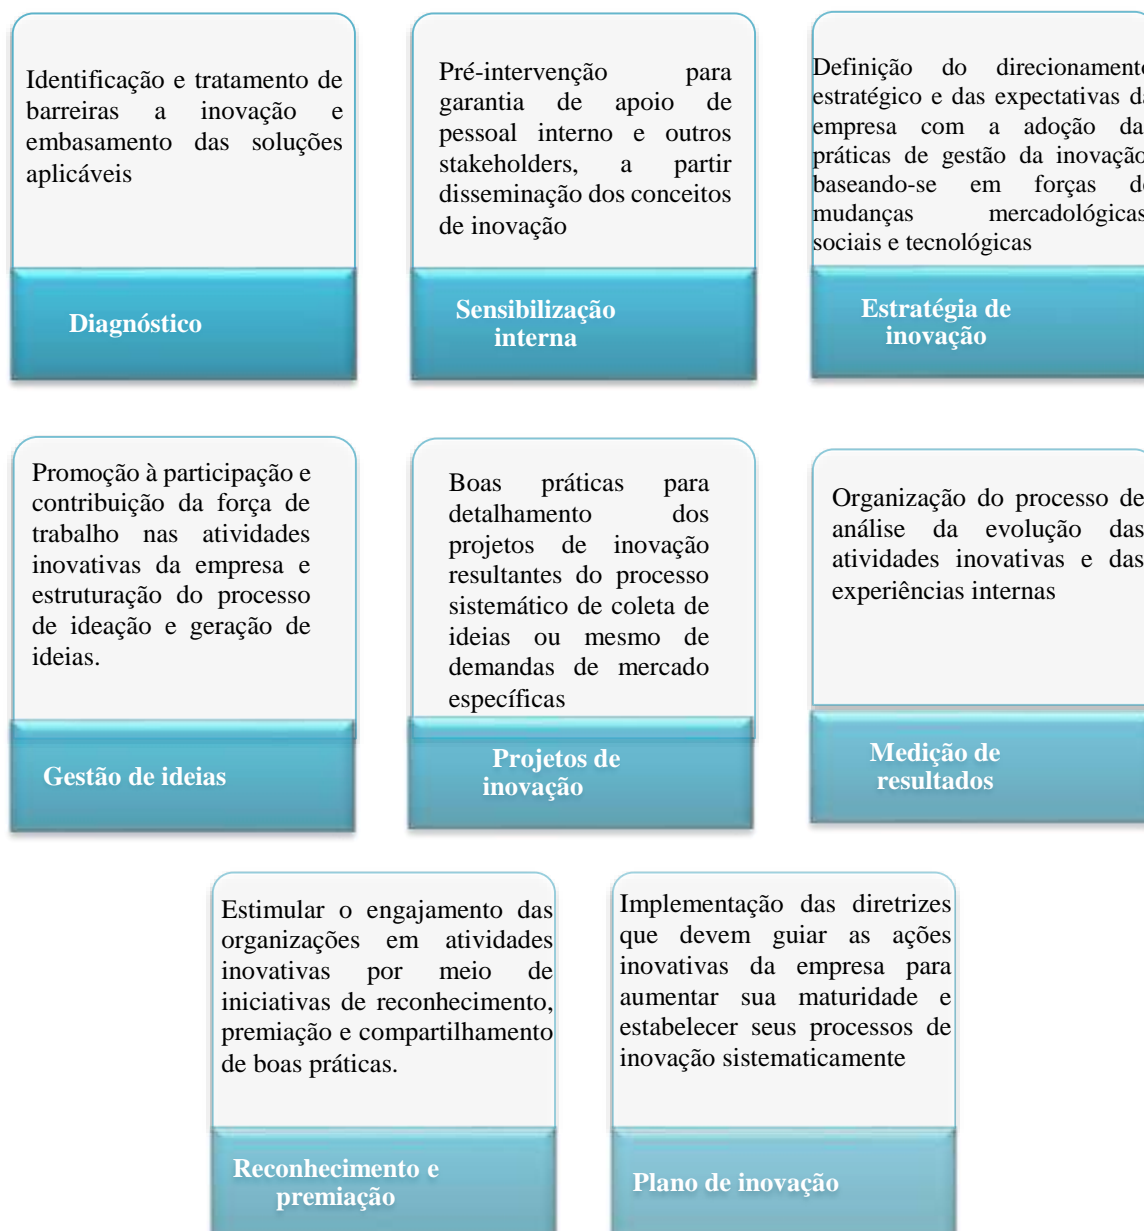 Identificação e tratamento de
barreiras a inovação e
embasamento das soluções
aplicáveis
Diagnóstico
Pré-intervenção para
garantia de apoio de
pessoal interno e outros
stakeholders, a partir
disseminação dos conceitos
de inovação
Sensibilização
interna
Definição do direcionamento
estratégico e das expectativas da
empresa com a adoção da
práticas de gestão da inovação
baseando-se em forças de
mudanças mercadológicas
sociais e tecnológicas
Estratégia de
inovação
Promoção à participação e
contribuição da força de
trabalho nas atividades
inovativas da empresa e
estruturação do processo
de ideação e geração de
ideias.
Gestão de ideias
Boas práticas para
detalhamento dos
projetos de inovação
resultantes do processo
sistemático de coleta de
ideias ou mesmo de
demandas de mercado
específicas
Projetos de
inovação
Organização do processo de
análise da evolução das
atividades inovativas e das
experiências internas
Medição de
resultados
Estimular o engajamento das
organizações em atividades
inovativas por meio de
iniciativas de reconhecimento,
premiação e compartilhamento
de boas práticas.
Reconhecimento e
premiação
Implementação das diretrizes
que devem guiar as ações
inovativas da empresa para
aumentar sua maturidade e
estabelecer seus processos de
inovação sistematicamente
Plano de inovação